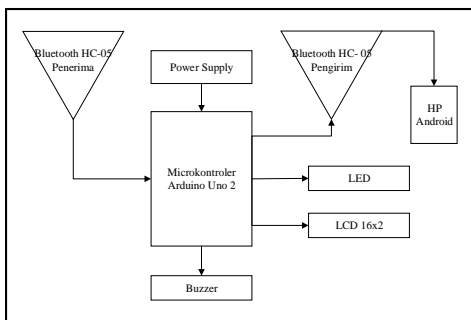 Bluetooth HC-05
Penerima
Power Supply
Bluetooth HC- 05
Pengirim
HP
Android
Microkontroler
Arduino Uno 2
LED
LCD 16x2
Buzzer